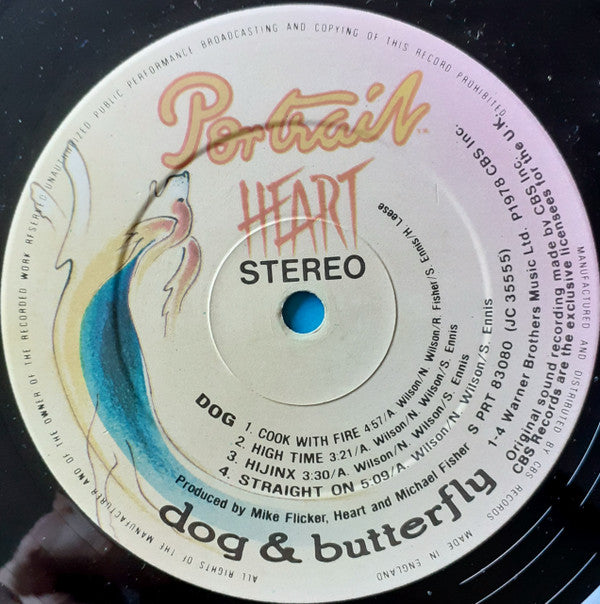 ALL RIGHTS OF THE MANUFACTURER AND OF THE OWNER OF THE RECORDED WORK RESERVED UNAUTHORIZED PUBLIC PERFORMANCE BROADCASTING AND COPYING OF THIS RECORD PROHIBITED
MANUFACTURED AND DISTRIBUTED BY CBS RECORDS MADE IN ENGLAND
Portrait
HEART
STEREO
DOG
1. COOK WITH FIRE 4:57/A. Wilson/N. Wilson/R. Fisher/S. Ennis/H. Leese
2. HIGH TIME 3:21/A. Wilson/N. Wilson/S. Ennis
3. HIJINX 3:30/A. Wilson/N. Wilson/S. Ennis
4. STRAIGHT ON 5:09/A. Wilson/N. Wilson/S. Ennis
Produced by Mike Flicker, Heart and Michael Fisher
S PRT 83080 (JC 35555)
1-4 Warner Brothers Music Ltd. P1978 CBS Inc.
Original sound recording made by CBS Inc.
CBS Records are the exclusive licensees for the U.K.
dog & butterfly